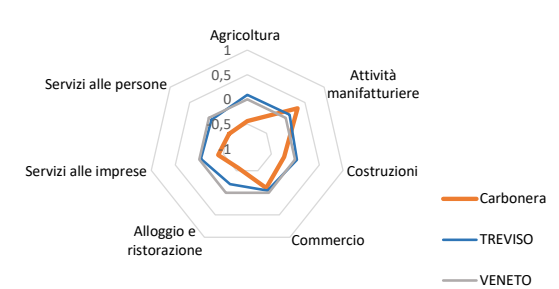 Agricoltura
1
0,5
0
-0,5
-1
Attività
manifatturiere
Costruzioni
Commercio
Alloggio e
ristorazione
Servizi alle imprese
Servizi alle persone
Carbonera
TREVISO
VENETO